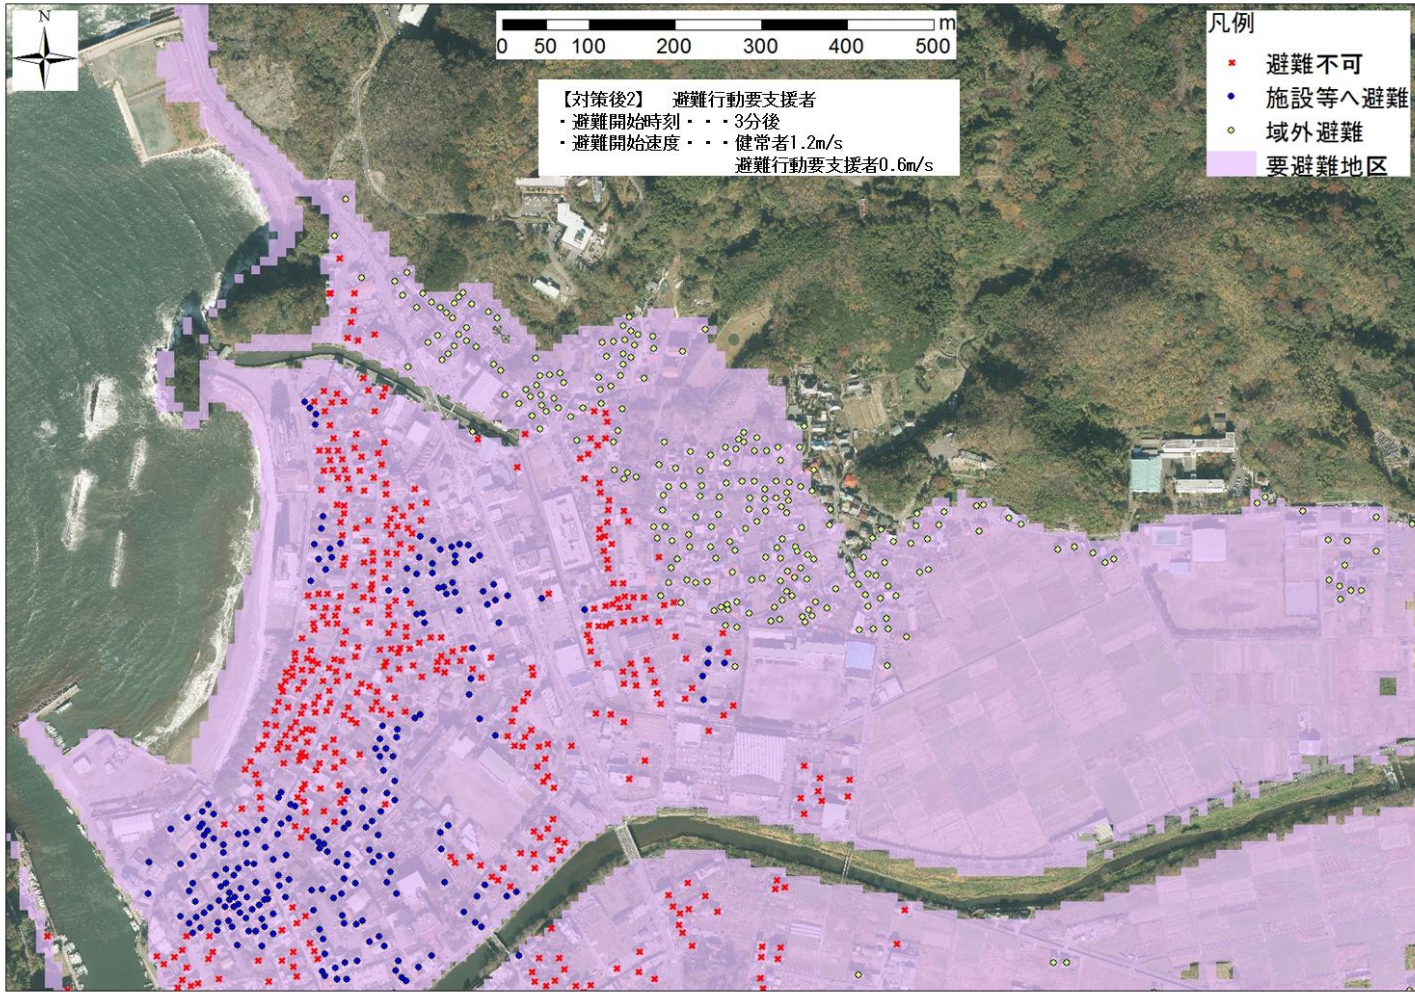 N
0 50 100 200 300 400 500 m
【対策後2】 避難行動要支援者
・避難開始時刻・・・3分後
・避難開始速度・・・健常者1.2m/s
避難行動要支援者0.6m/s
凡例
避難不可
施設等へ避難
域外避難
要避難地区